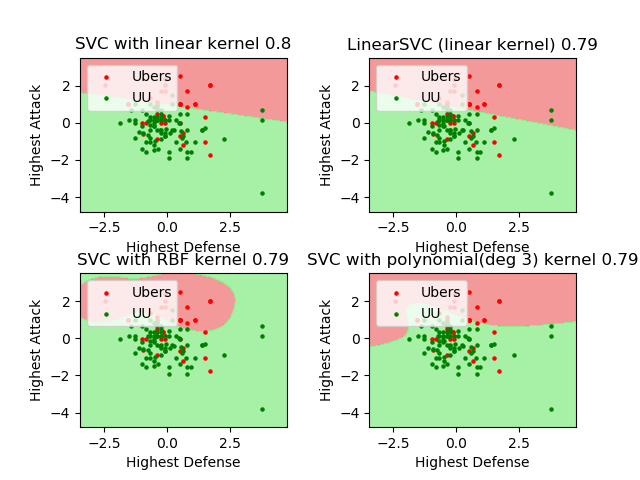 SVC with linear kernel 0.8
Highest Attack
2
0
−2
−4
Ubers
UU
−2.5
0.0
2.5
Highest Defense
LinearSVC (linear kernel) 0.79
Highest Attack
2
0
−2
−4
Ubers
UU
−2.5
0.0
2.5
Highest Defense
SVC with RBF kernel 0.79
Highest Attack
2
0
−2
−4
Ubers
UU
−2.5
0.0
2.5
Highest Defense
SVC with polynomial(deg 3) kernel 0.79
Highest Attack
2
0
−2
−4
Ubers
UU
−2.5
0.0
2.5
Highest Defense